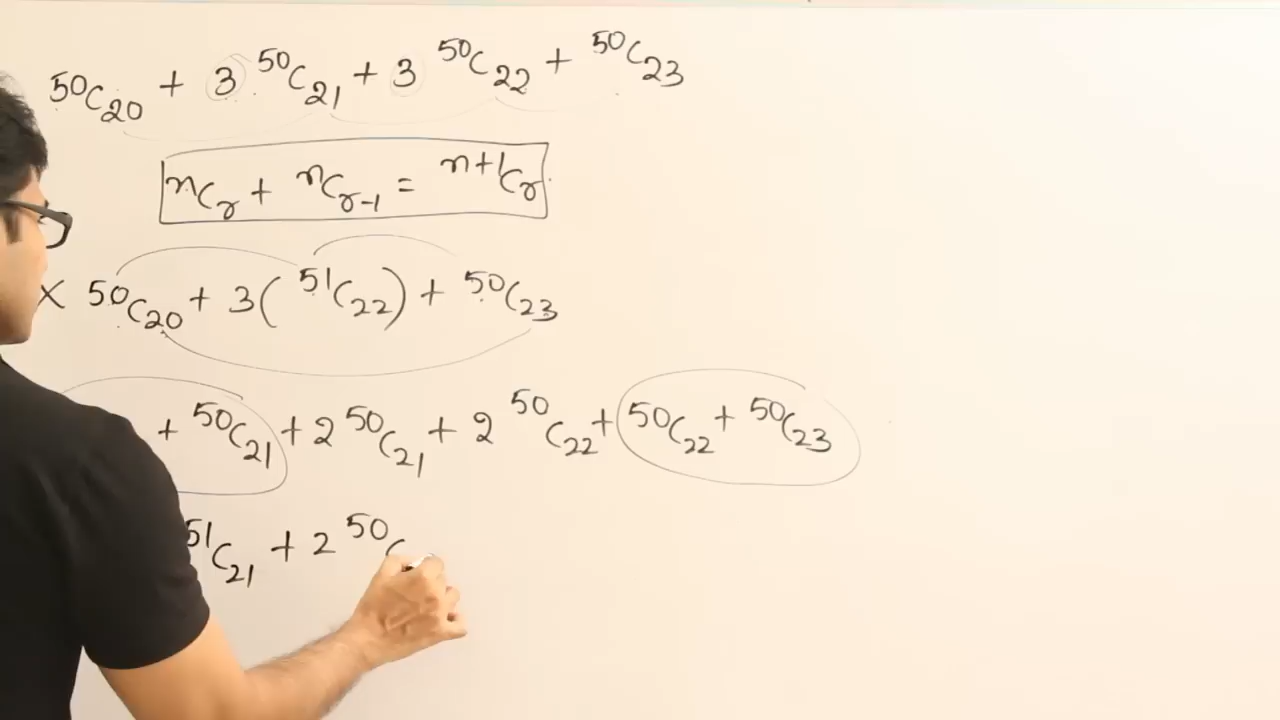 ⁵⁰C₂₀ + 3 ⁵⁰C₂₁ + 3 ⁵⁰C₂₂ + ⁵⁰C₂₃
ⁿCᵣ + ⁿCᵣ₋₁ = ⁿ⁺¹Cᵣ
× ⁵⁰C₂₀ + 3(⁵¹C₂₂) + ⁵⁰C₂₃
+ ⁵⁰C₂₁ + 2 ⁵⁰C₂₁ + 2 ⁵⁰C₂₂ + ⁵⁰C₂₂ + ⁵⁰C₂₃
⁵¹C₂₁ + 2 ⁵⁰C